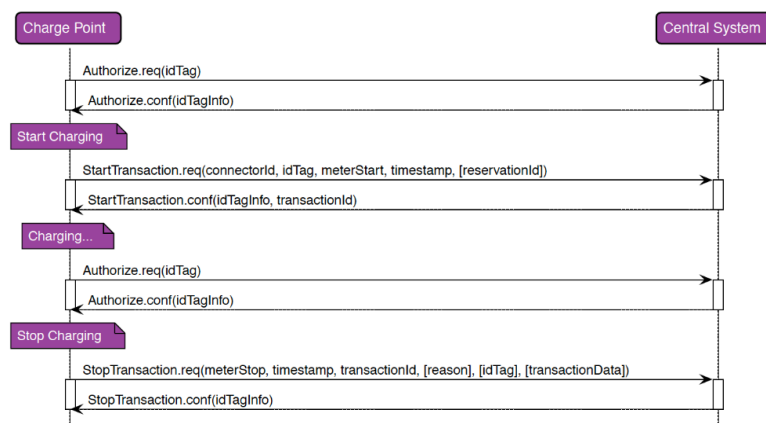 Charge Point
Central System
Authorize.req(idTag)
Authorize.conf(idTagInfo)
Start Charging
StartTransaction.req(connectorId, idTag, meterStart, timestamp, [reservationId])
StartTransaction.conf(idTagInfo, transactionId)
Charging...
Authorize.req(idTag)
Authorize.conf(idTagInfo)
Stop Charging
StopTransaction.req(meterStop, timestamp, transactionId, [reason], [idTag], [transactionData])
StopTransaction.conf(idTagInfo)